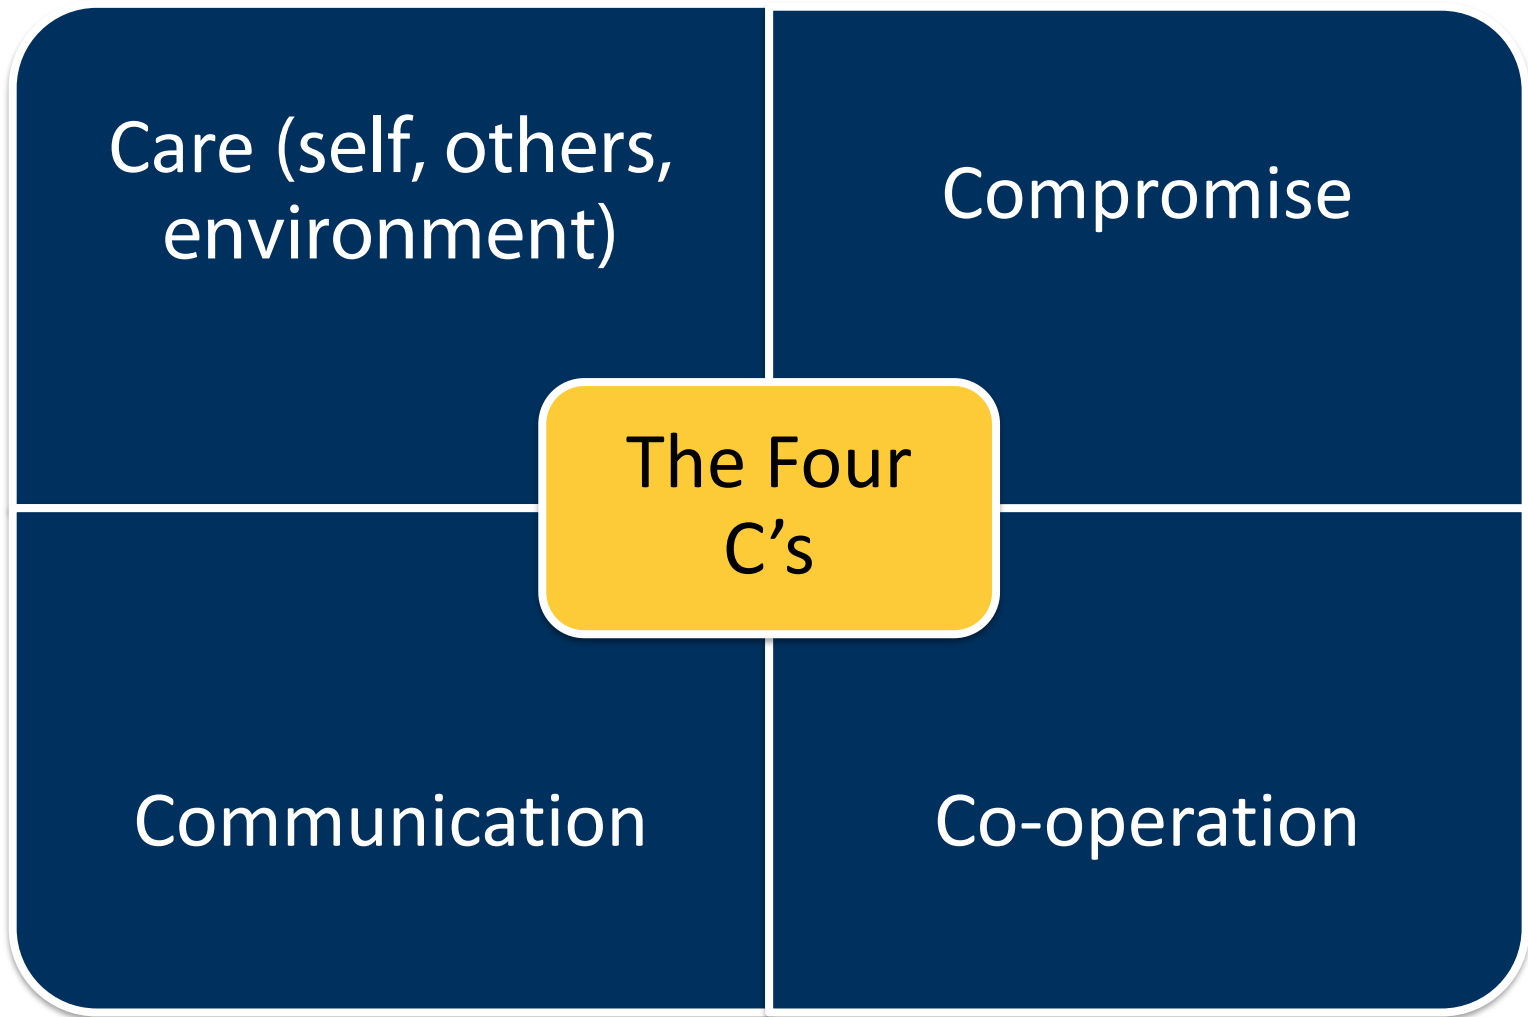 Care (self, others,
environment)
Compromise
The Four
C’s
Communication
Co-operation